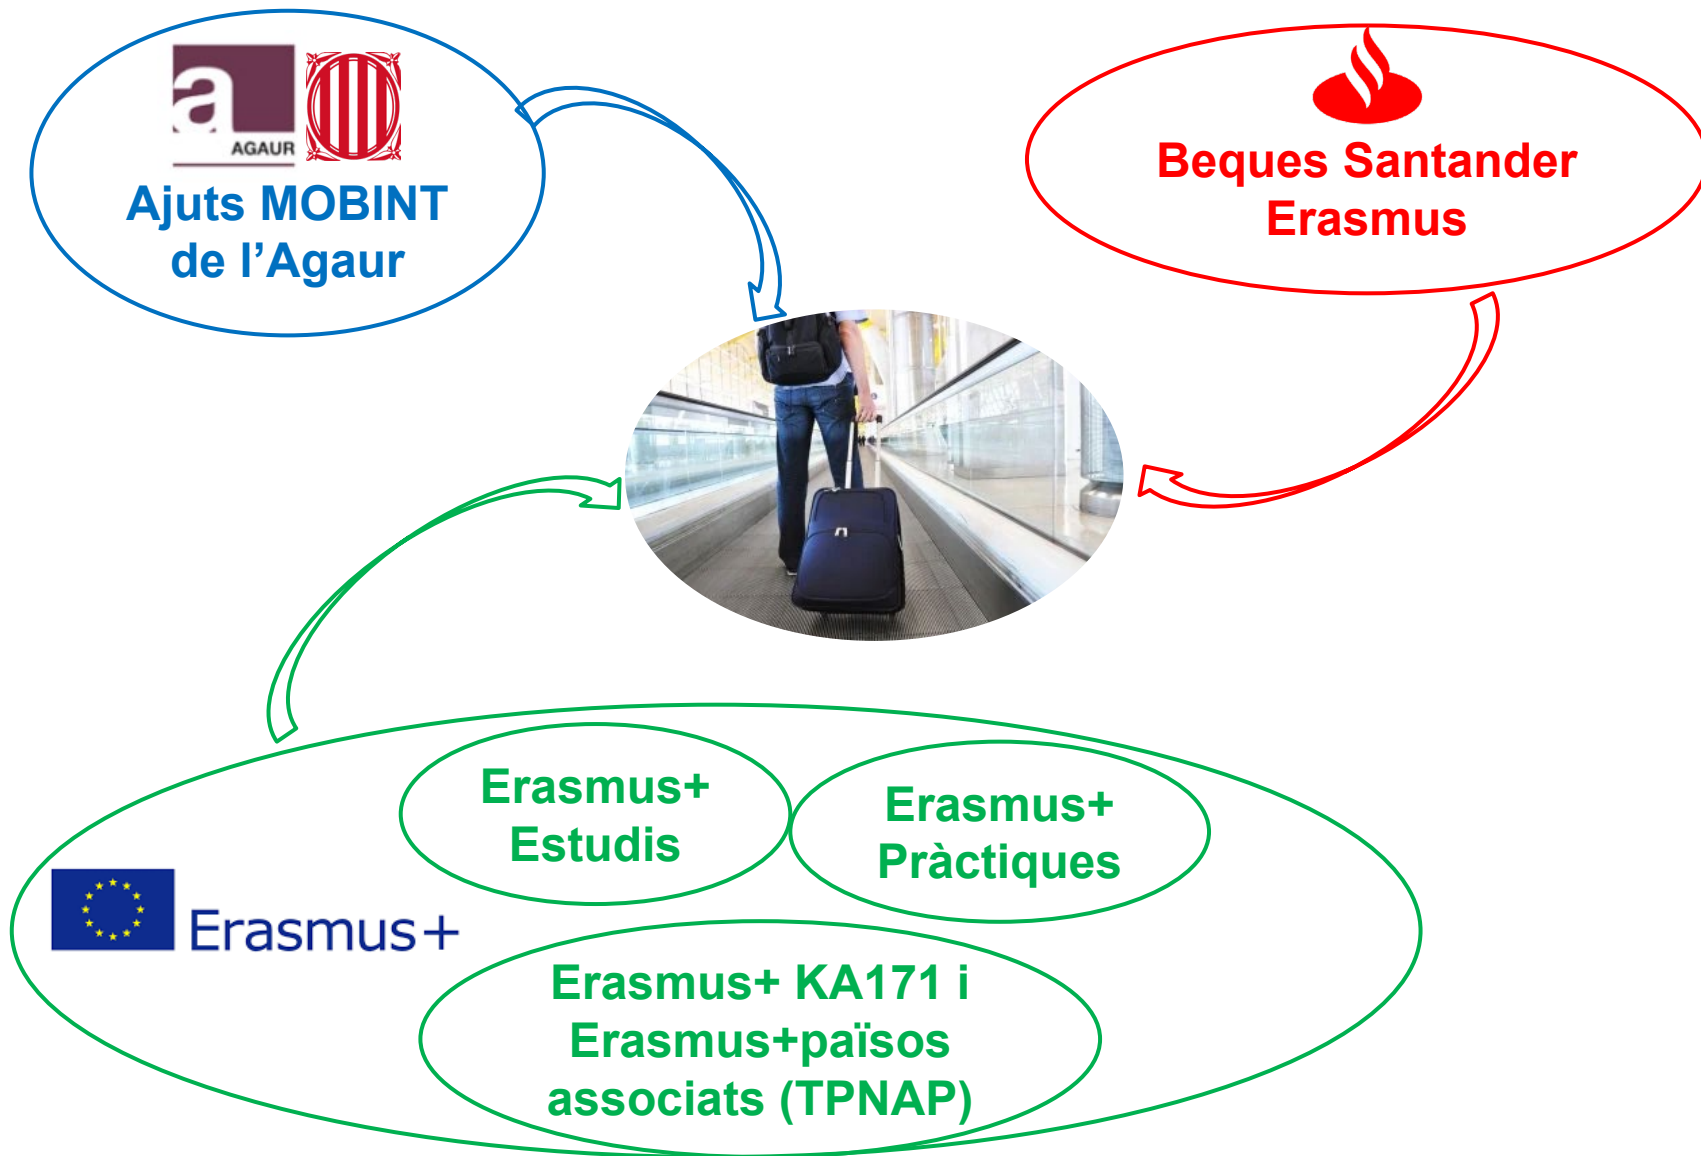 a
AGAUR
Ajuts MOBINT
de l’Agaur
Beques Santander
Erasmus
Erasmus+
Estudis
Erasmus+
Pràctiques
Erasmus+
Erasmus+ KA171 i
Erasmus+països
associats (TPNAP)